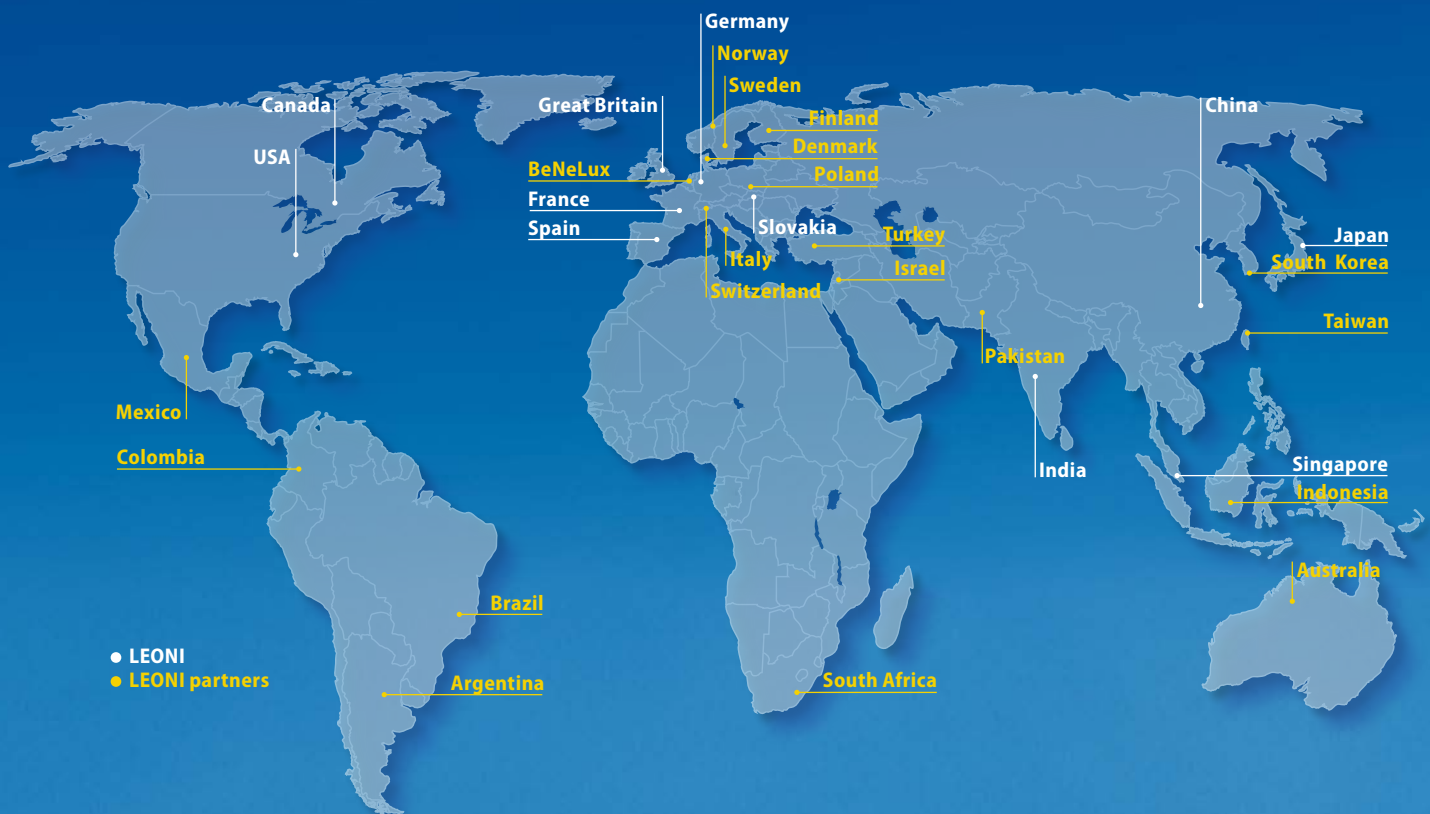 Germany
Norway
Sweden
Canada
Great Britain
China
Finland
USA
Denmark
BeNeLux
Poland
France
Spain
Slovakia
Turkey
Japan
Italy
Israel
South Korea
Switzerland
Taiwan
Pakistan
Mexico
Colombia
India
Singapore
Indonesia
Australia
Brazil
LEONI
LEONI partners
Argentina
South Africa